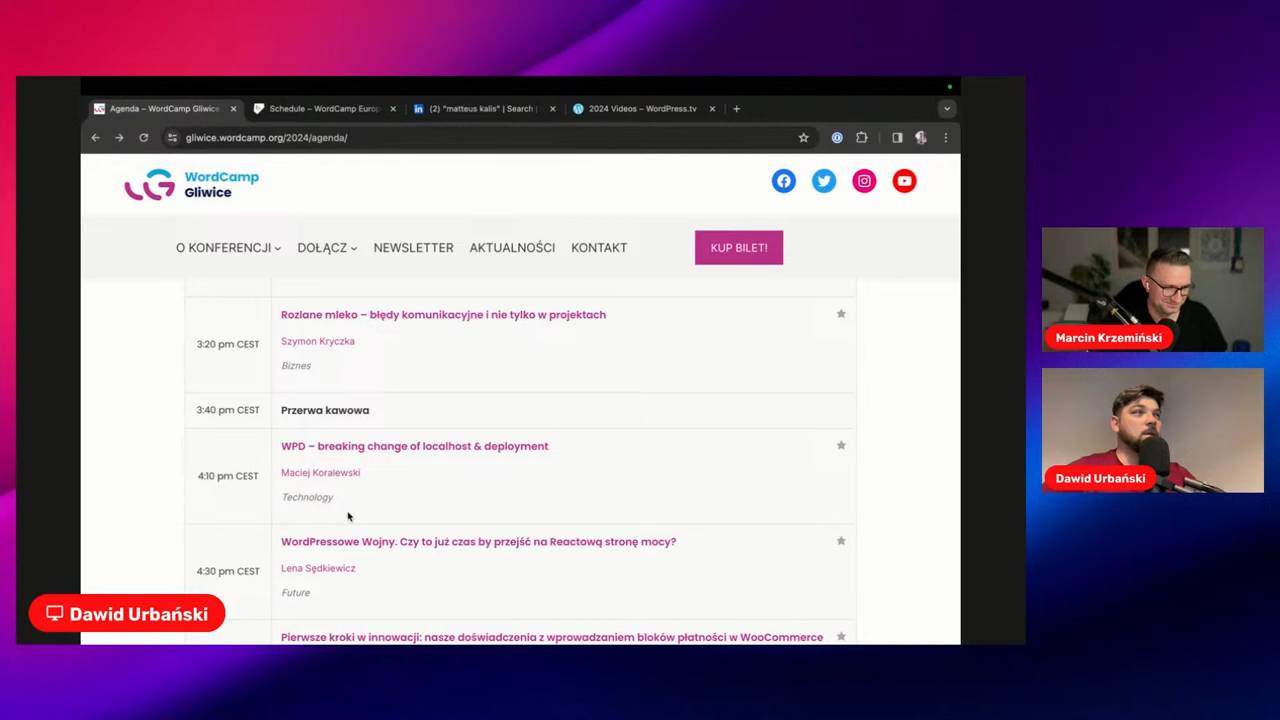 Agenda – WordCamp Gliwice
Schedule – WordCamp Europ
(2) "matteus kalis" | Search |
2024 Videos – WordPress.tv
gliwice.wordcamp.org/2024/agenda/
WordCamp
Gliwice
O KONFERENCJI
DOŁĄCZ
NEWSLETTER
AKTUALNOŚCI
KONTAKT
KUP BILET!
Rozlane mleko – błędy komunikacyjne i nie tylko w projektach
3:20 pm CEST
Szymon Kryczka
Biznes
3:40 pm CEST
Przerwa kawowa
WPD – breaking change of localhost & deployment
4:10 pm CEST
Maciej Koralewski
Technology
WordPressowe Wojny. Czy to już czas by przejść na Reactową stronę mocy?
4:30 pm CEST
Lena Sędkiewicz
Future
Pierwsze kroki w innowacji: nasze doświadczenia z wprowadzaniem bloków płatności w WooCommerce
Dawid Urbański
Marcin Krzemiński
Dawid Urbański